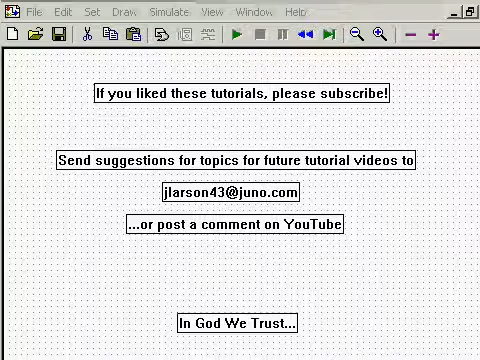 File Edit Set Draw Simulate View Window Help
If you liked these tutorials, please subscribe!
Send suggestions for topics for future tutorial videos to
jlarson43@juno.com
...or post a comment on YouTube
In God We Trust...